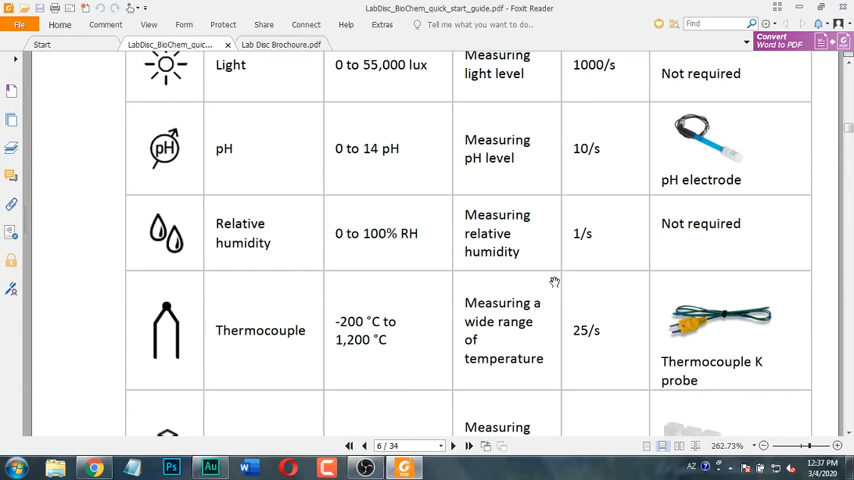 LabDisc_BioChem_quick_start_guide.pdf - Foxit Reader
File
Home
Comment
View
Form
Protect
Share
Connect
Help
Extras
Tell me what you want to do...
Find
Start
LabDisc_BioChem_quic...
Lab Disc Brochoure.pdf
Convert
Word to PDF
Light
0 to 55,000 lux
Measuring
light level
1000/s
Not required
pH
pH
0 to 14 pH
Measuring
pH level
10/s
pH electrode
Relative
humidity
0 to 100% RH
Measuring
relative
humidity
1/s
Not required
Thermocouple
-200 °C to
1,200 °C
Measuring a
wide range
of
temperature
25/s
Thermocouple K
probe
Measuring
6 / 34
262.73%
Ps
Au
W
AZ
12:37 PM
3/4/2020